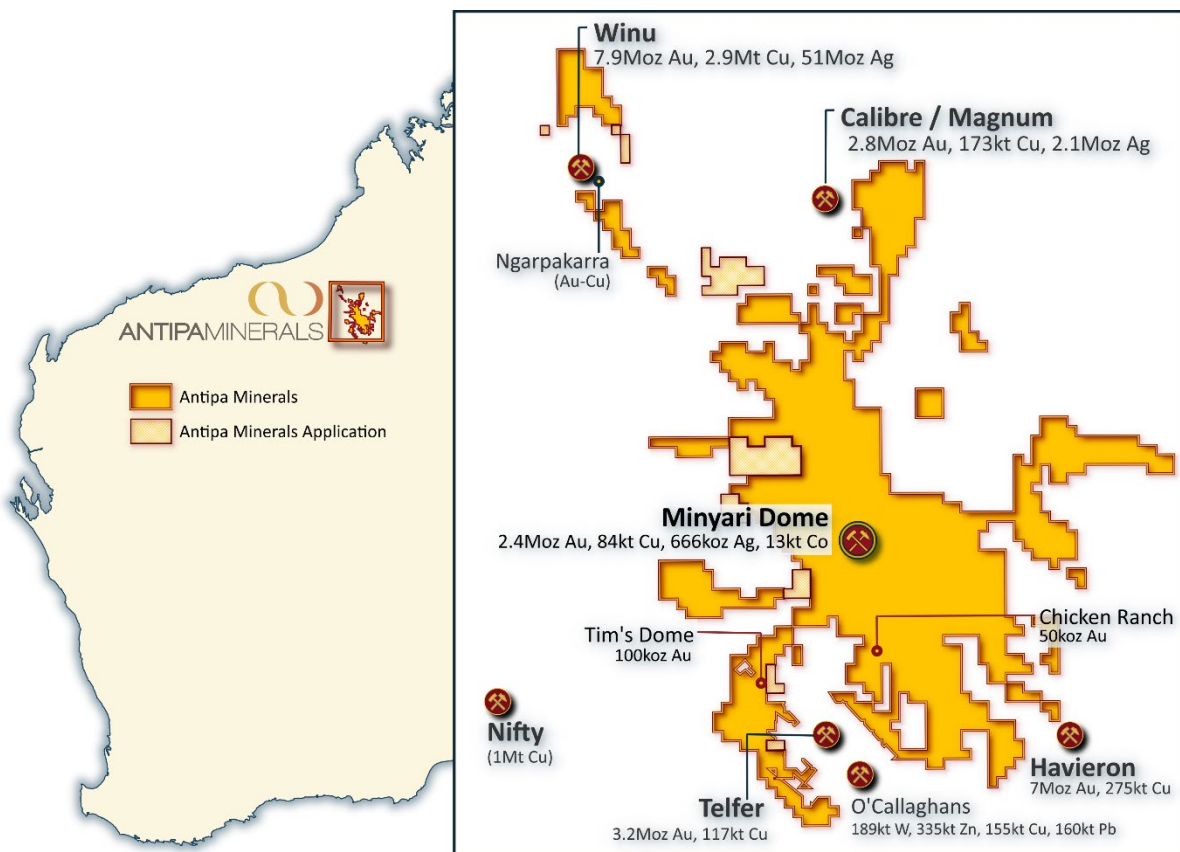 ANTIPAMINERALS
Antipa Minerals
Antipa Minerals Application
Winu
7.9Moz Au, 2.9Mt Cu, 51Moz Ag
Calibre / Magnum
2.8Moz Au, 173kt Cu, 2.1Moz Ag
Ngarpakarra
(Au-Cu)
Minyari Dome
2.4Moz Au, 84kt Cu, 666koz Ag, 13kt Co
Tim's Dome
100koz Au
Chicken Ranch
50koz Au
Nifty
(1Mt Cu)
Telfer
3.2Moz Au, 117kt Cu
O'Callaghans
189kt W, 335kt Zn, 155kt Cu, 160kt Pb
Havieron
7Moz Au, 275kt Cu